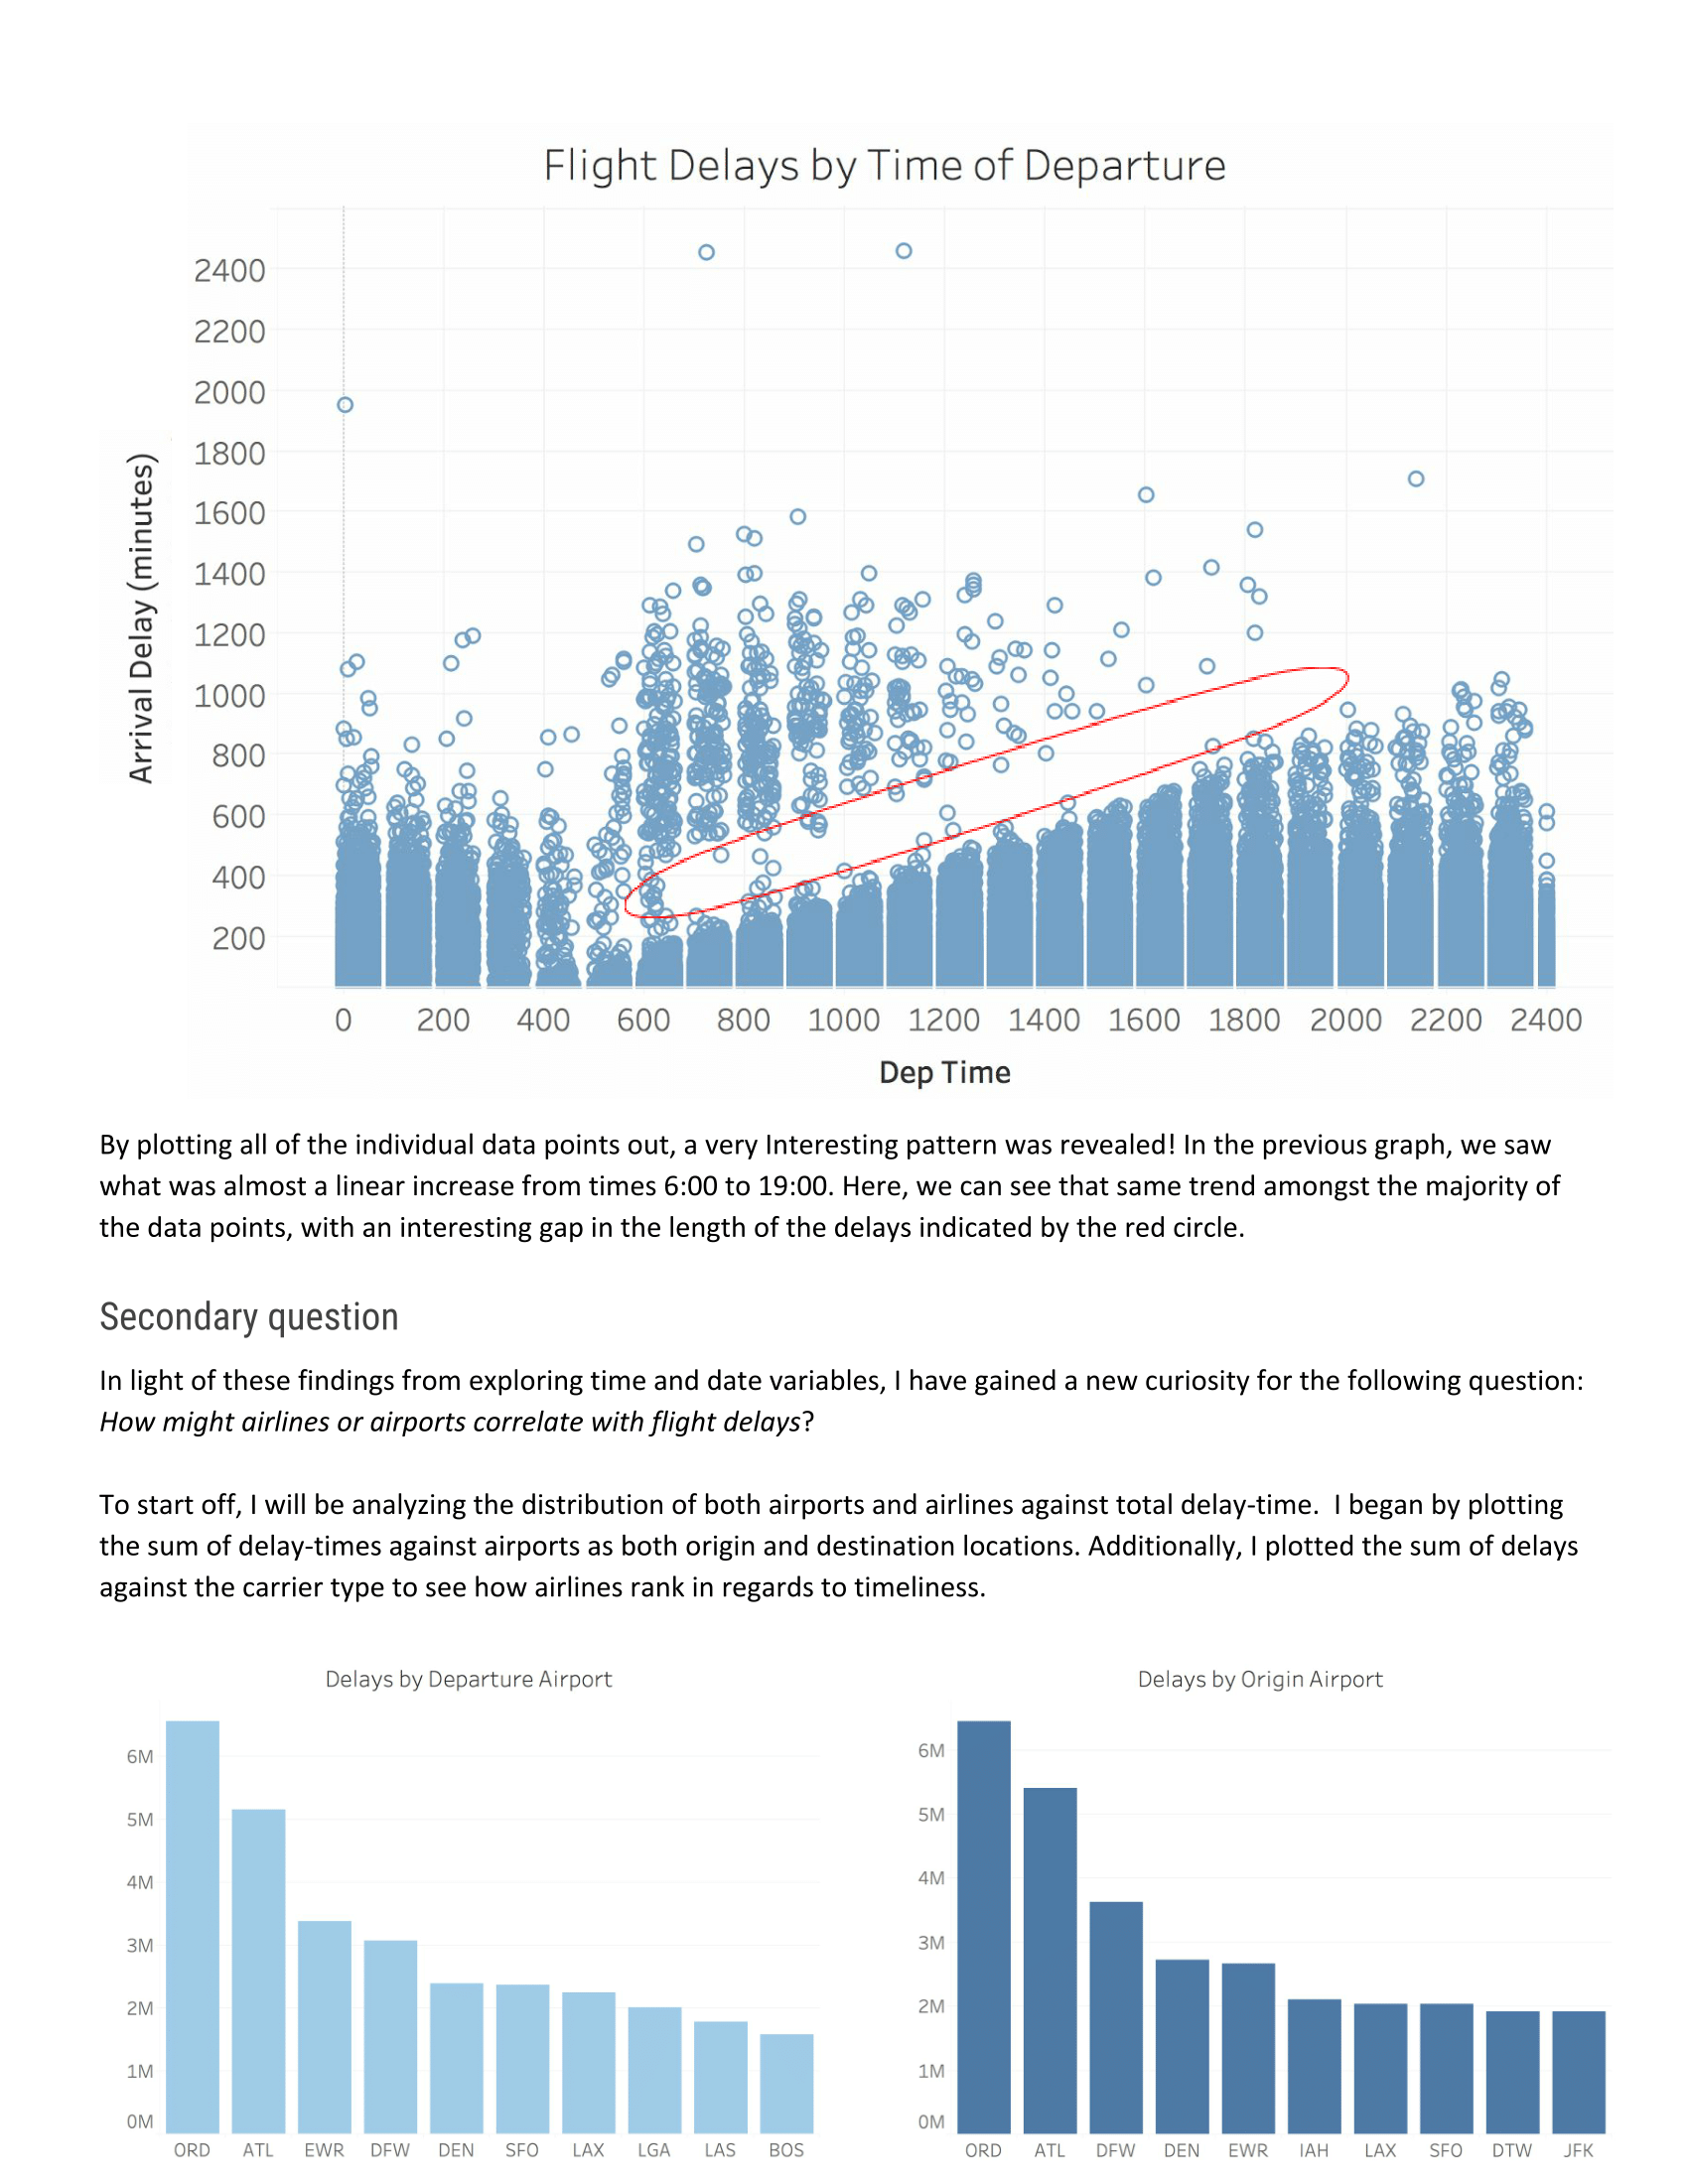 Flight Delays by Time of Departure
2400
2200
2000
1800
1600
1400
1200
1000
800
600
400
200
Arrival Delay (minutes)
0 200 400 600 800 1000 1200 1400 1600 1800 2000 2200 2400
Dep Time
By plotting all of the individual data points out, a very Interesting pattern was revealed! In the previous graph, we saw
what was almost a linear increase from times 6:00 to 19:00. Here, we can see that same trend amongst the majority of
the data points, with an interesting gap in the length of the delays indicated by the red circle.
Secondary question
In light of these findings from exploring time and date variables, I have gained a new curiosity for the following question:
How might airlines or airports correlate with flight delays?
To start off, I will be analyzing the distribution of both airports and airlines against total delay-time.  I began by plotting
the sum of delay-times against airports as both origin and destination locations. Additionally, I plotted the sum of delays
against the carrier type to see how airlines rank in regards to timeliness.
Delays by Departure Airport
6M
5M
4M
3M
2M
1M
0M
ORD ATL EWR DFW DEN SFO LAX LGA LAS BOS
Delays by Origin Airport
6M
5M
4M
3M
2M
1M
0M
ORD ATL DFW DEN EWR IAH LAX SFO DTW JFK